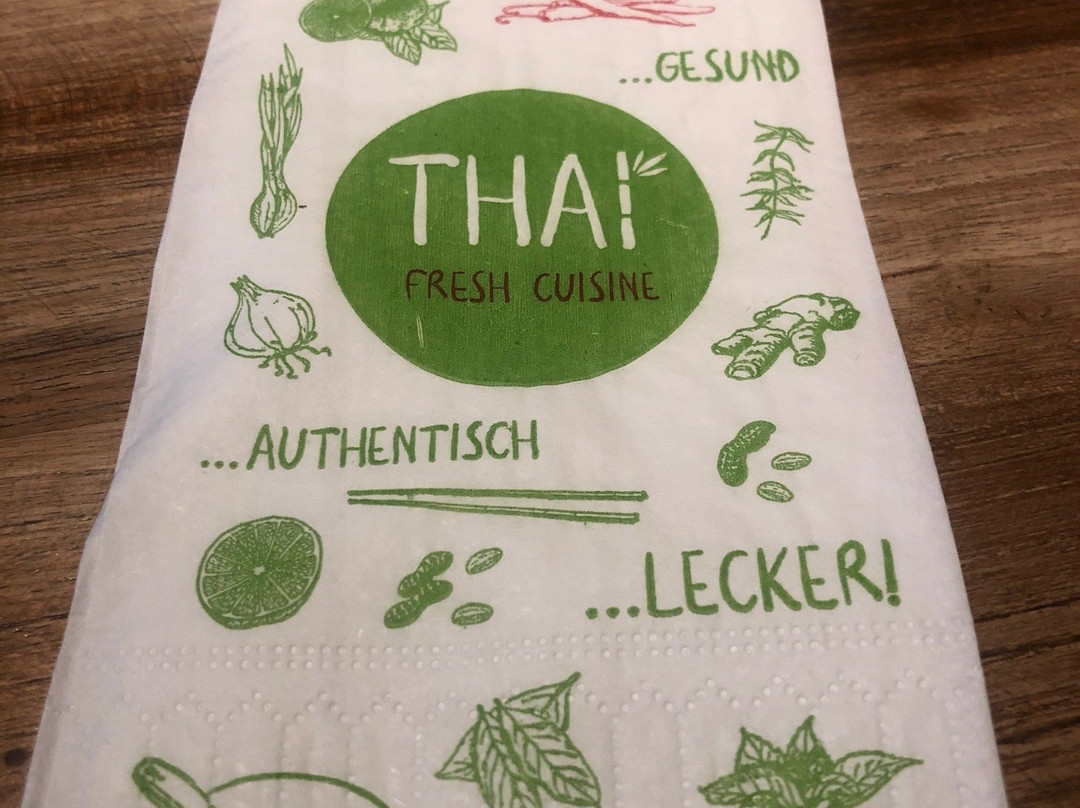 ...GESUND
THAI
FRESH CUISINE
...AUTHENTISCH
...LECKER!